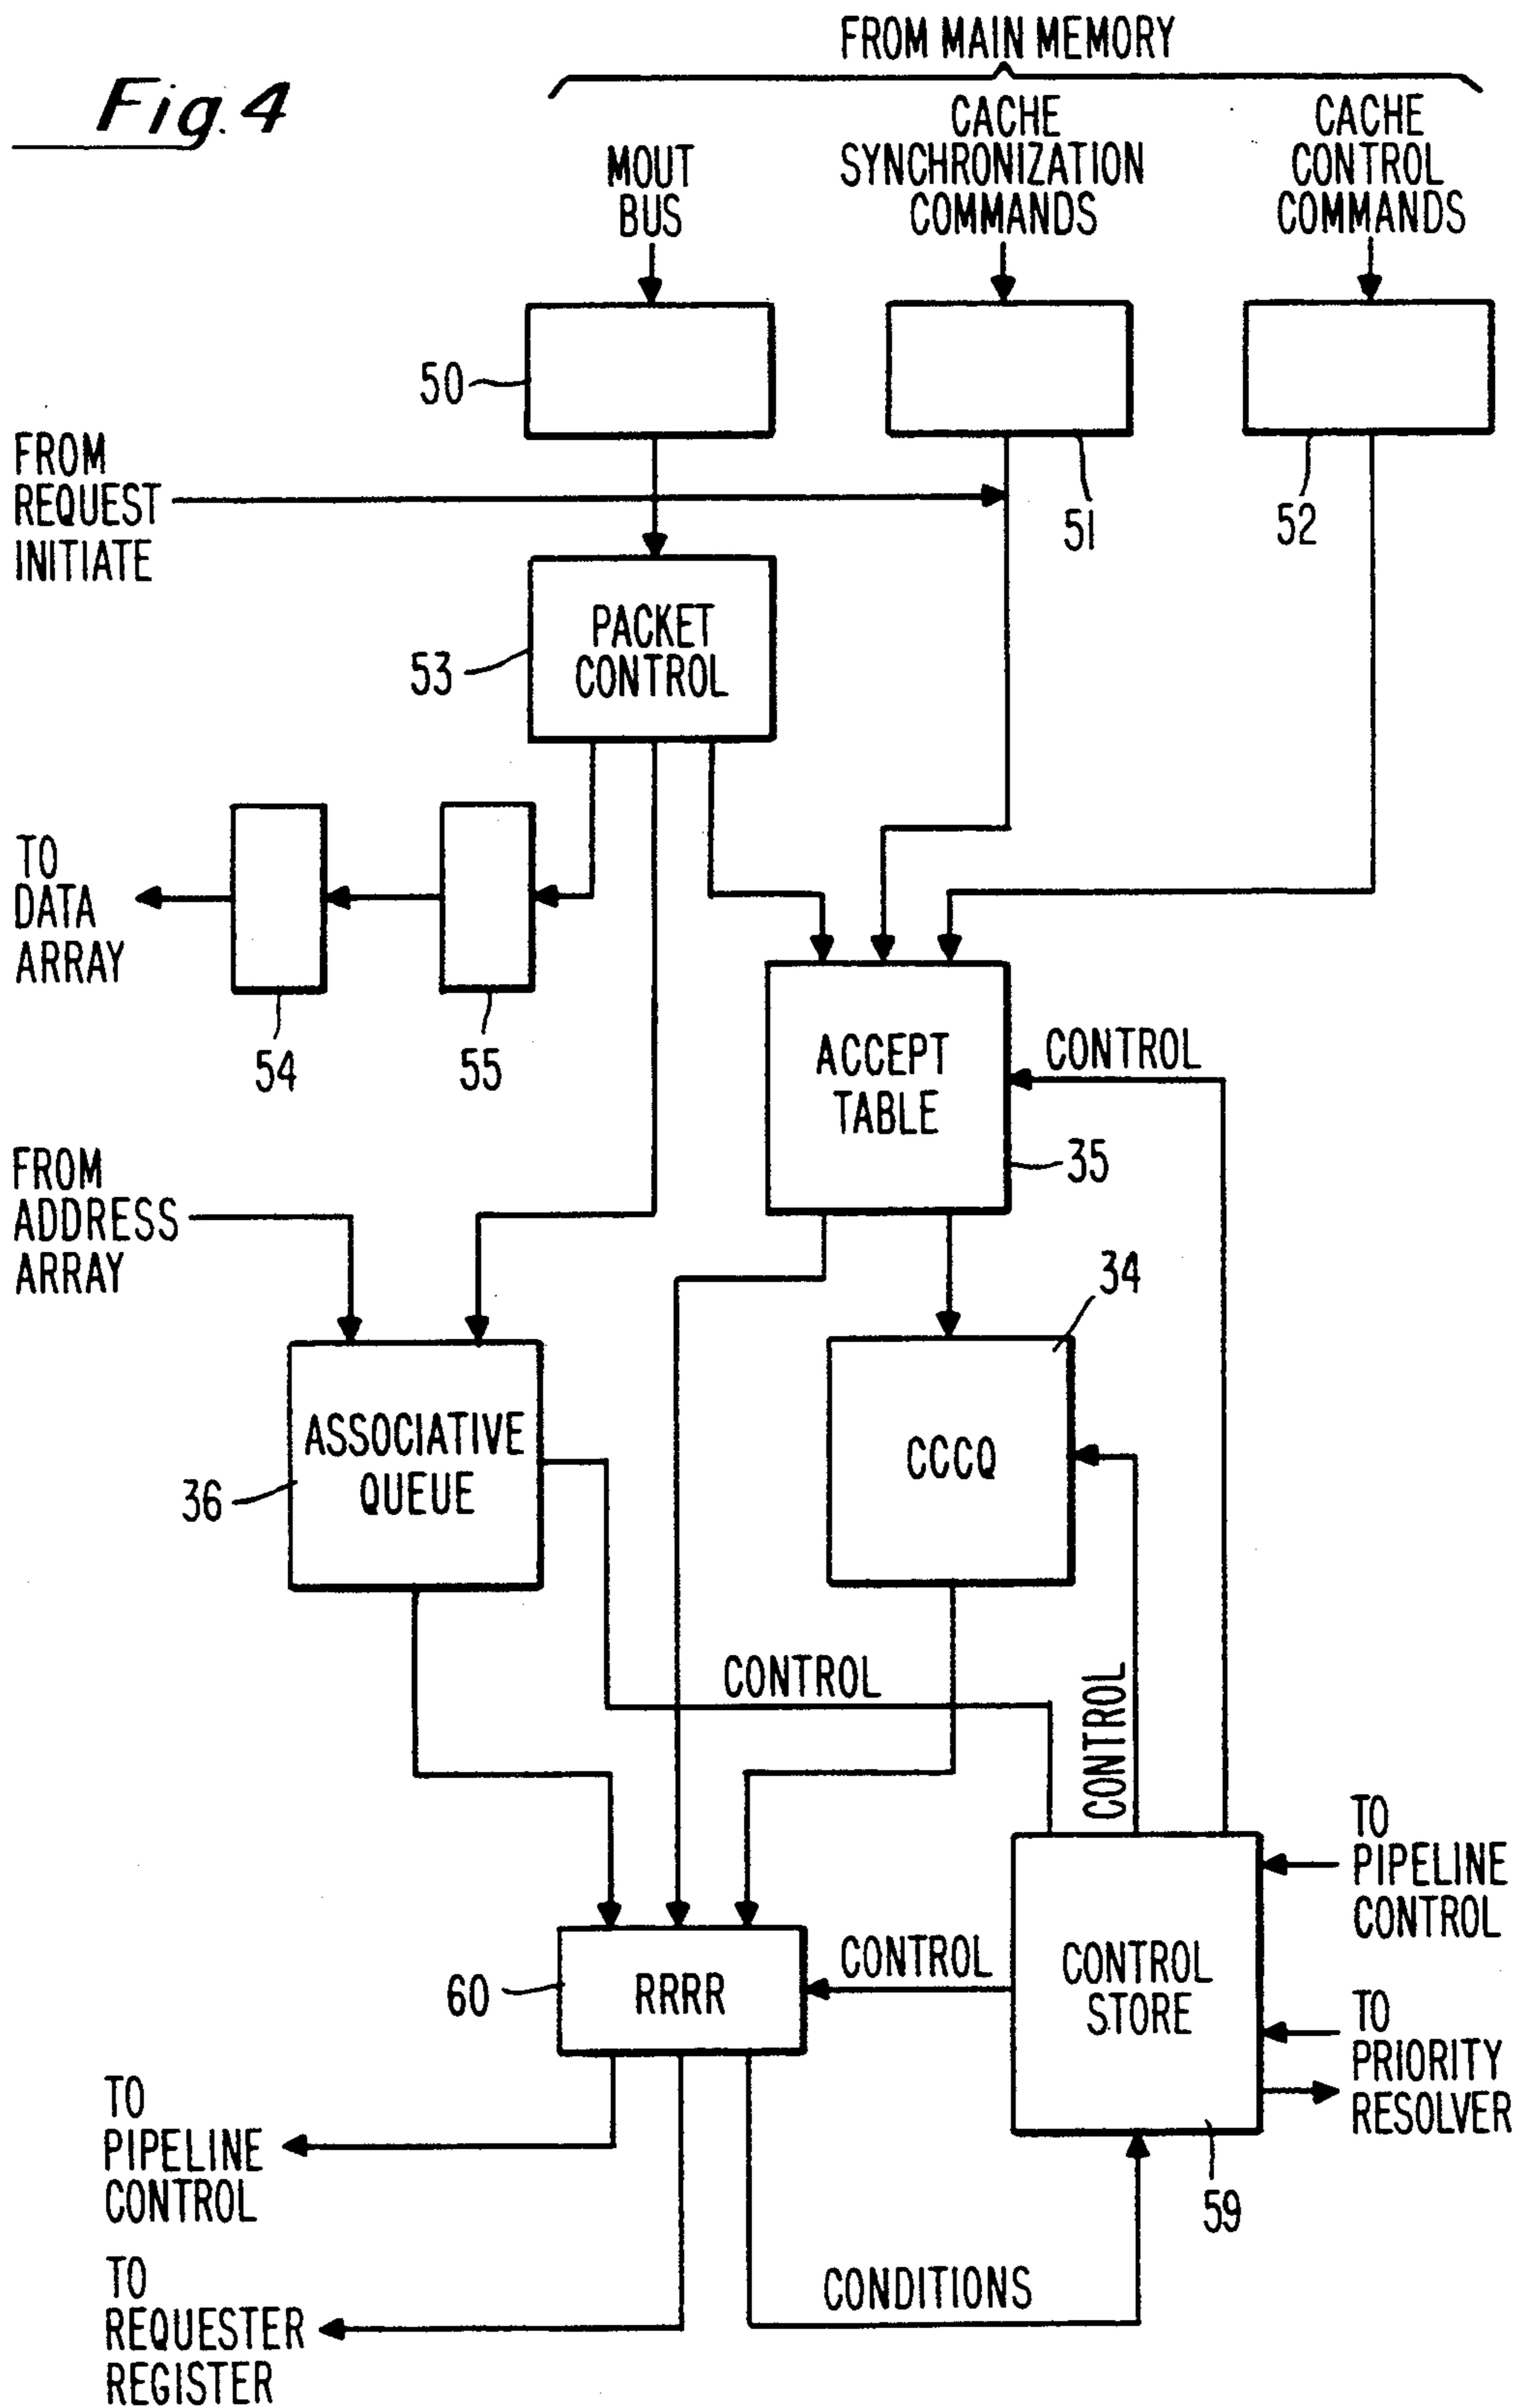 Fig. 4
FROM MAIN MEMORY
MOUT
BUS
CACHE
SYNCHRONIZATION
COMMANDS
CACHE
CONTROL
COMMANDS
50
51
52
FROM
REQUEST
INITIATE
PACKET
CONTROL
53
TO
DATA
ARRAY
54
55
ACCEPT
TABLE
CONTROL
35
FROM
ADDRESS
ARRAY
34
ASSOCIATIVE
QUEUE
36
CCCQ
CONTROL
CONTROL
TO
PIPELINE
CONTROL
60
RRRR
CONTROL
CONTROL
STORE
TO
PRIORITY
RESOLVER
59
TO
PIPELINE
CONTROL
CONDITIONS
TO
REQUESTER
REGISTER